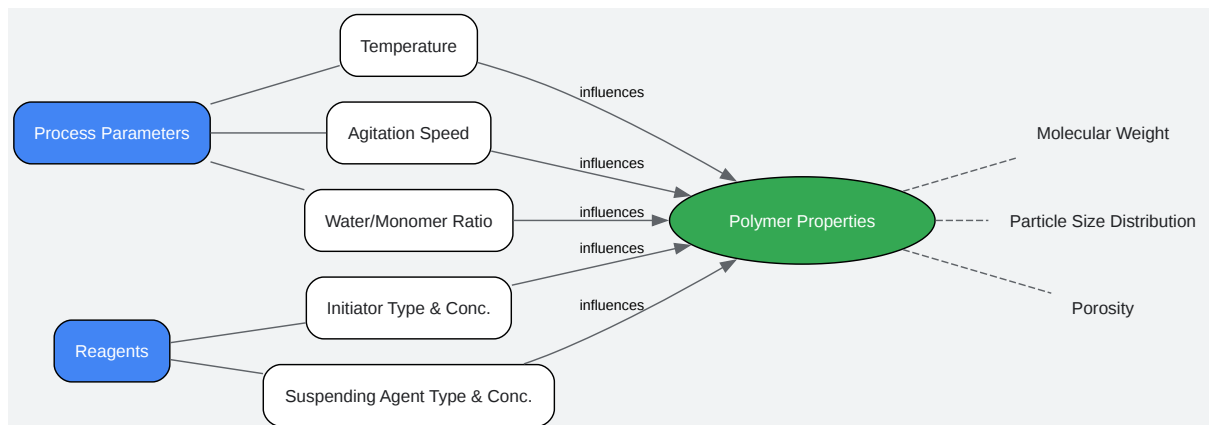 Temperature
influences
Process Parameters
Agitation Speed
Molecular Weight
influences
Water/Monomer Ratio
influences
Polymer Properties
Particle Size Distribution
influences
Initiator Type & Conc.
influences
Porosity
Reagents
Suspending Agent Type & Conc.